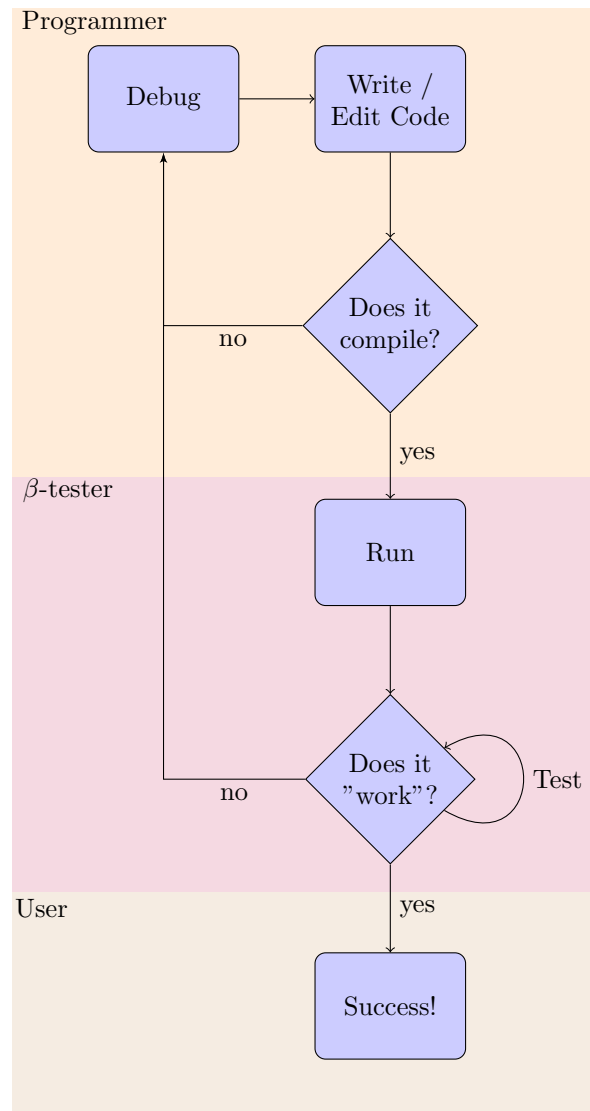 Programmer
Debug
Write /
Edit Code
Does it
compile?
no
yes
β-tester
Run
Does it
"work"?
Test
no
yes
User
Success!